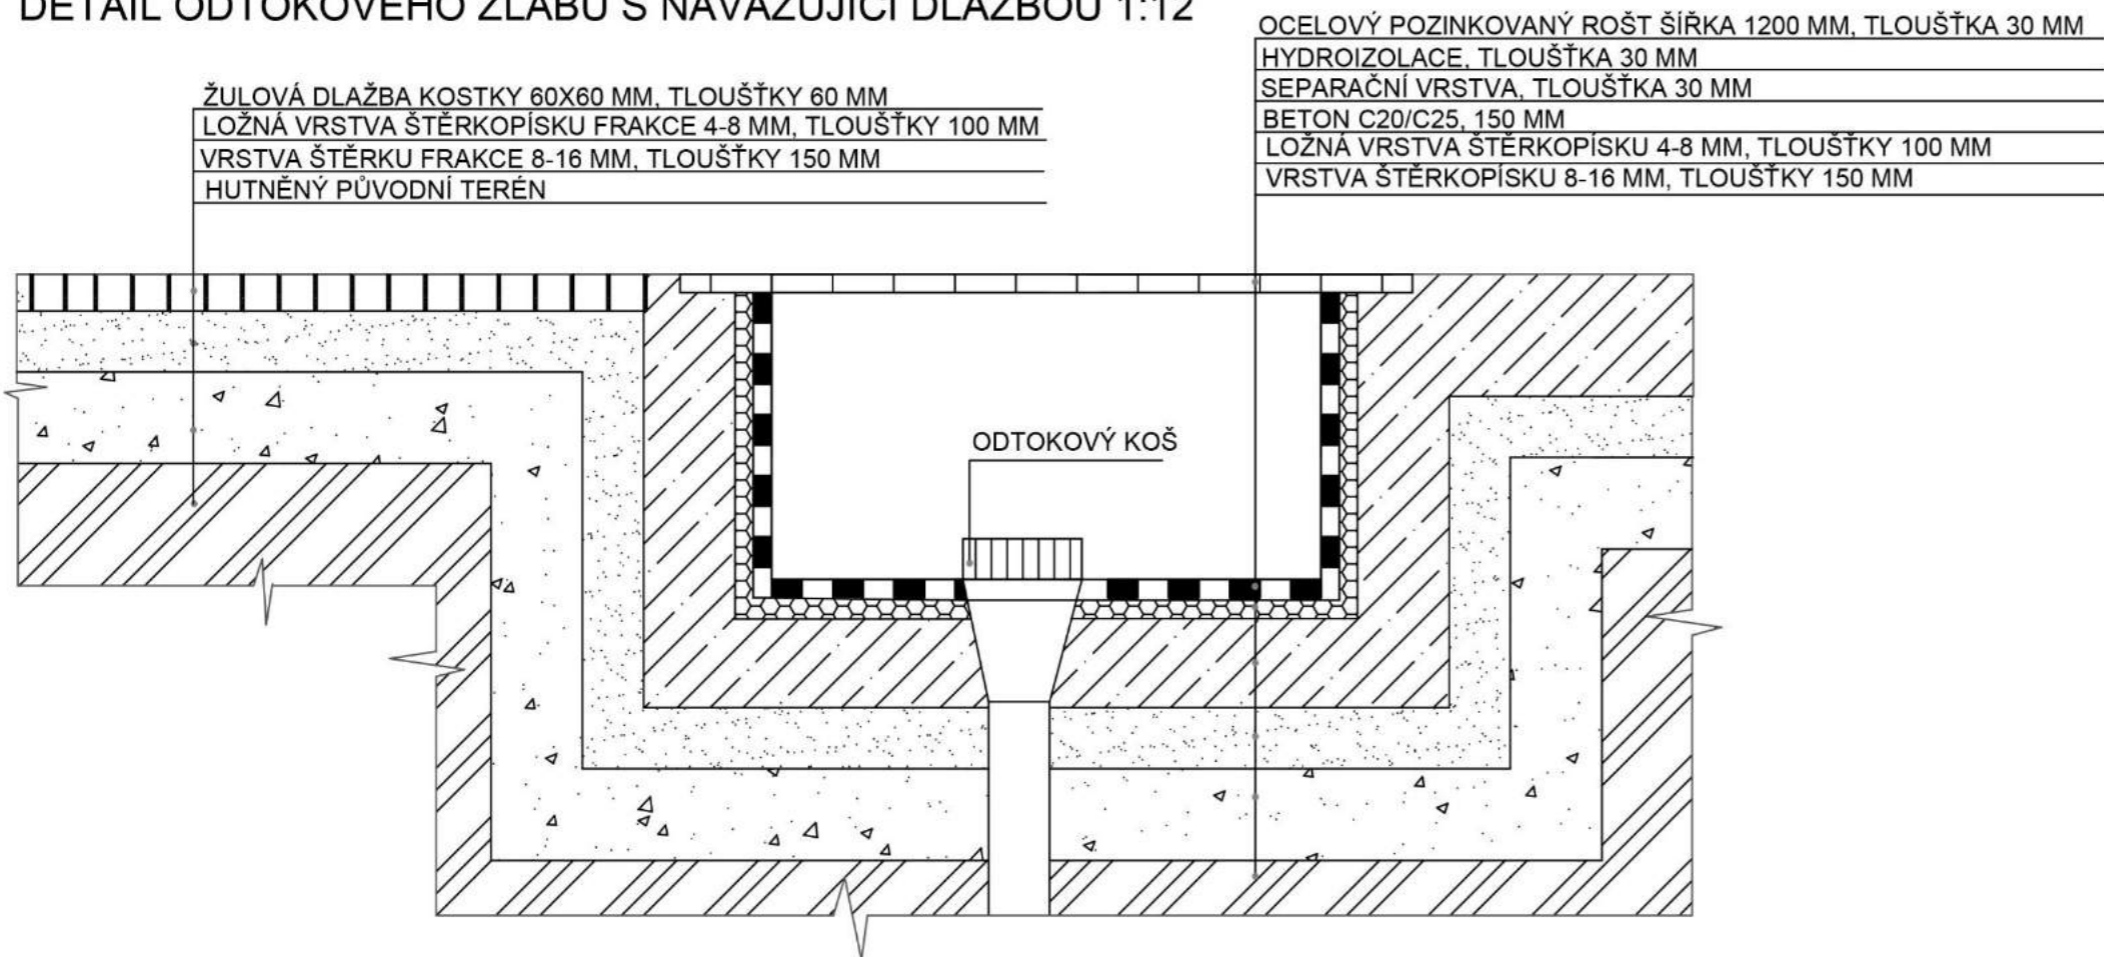 DETAIL ODTOKOVÉHO ŽLABU S NAVAZUJÍCÍ DLAŽBOU 1:12
ŽULOVÁ DLAŽBA KOSTKY 60X60 MM, TLOUŠŤKY 60 MM
LOŽNÁ VRSTVA ŠTĚRKOPÍSKU FRAKCE 4-8 MM, TLOUŠŤKY 100 MM
VRSTVA ŠTĚRKU FRAKCE 8-16 MM, TLOUŠŤKY 150 MM
HUTNĚNÝ PŮVODNÍ TERÉN
OCELOVÝ POZINKOVANÝ ROŠT ŠÍŘKA 1200 MM, TLOUŠŤKA 30 MM
HYDROIZOLACE, TLOUŠŤKA 30 MM
SEPARAČNÍ VRSTVA, TLOUŠŤKA 30 MM
BETON C20/C25, 150 MM
LOŽNÁ VRSTVA ŠTĚRKOPÍSKU 4-8 MM, TLOUŠŤKY 100 MM
VRSTVA ŠTĚRKOPÍSKU 8-16 MM, TLOUŠŤKY 150 MM
ODTOKOVÝ KOŠ